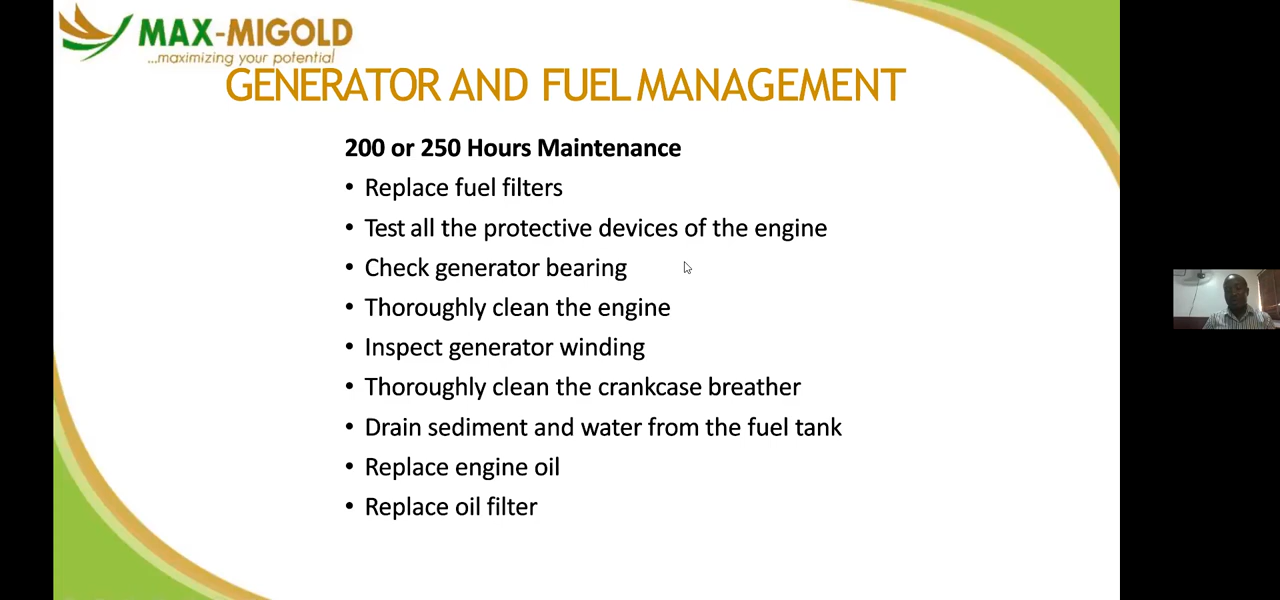 MAX-MIGOLD
...maximizing your potential
GENERATOR AND FUEL MANAGEMENT
200 or 250 Hours Maintenance
• Replace fuel filters
• Test all the protective devices of the engine
• Check generator bearing
• Thoroughly clean the engine
• Inspect generator winding
• Thoroughly clean the crankcase breather
• Drain sediment and water from the fuel tank
• Replace engine oil
• Replace oil filter